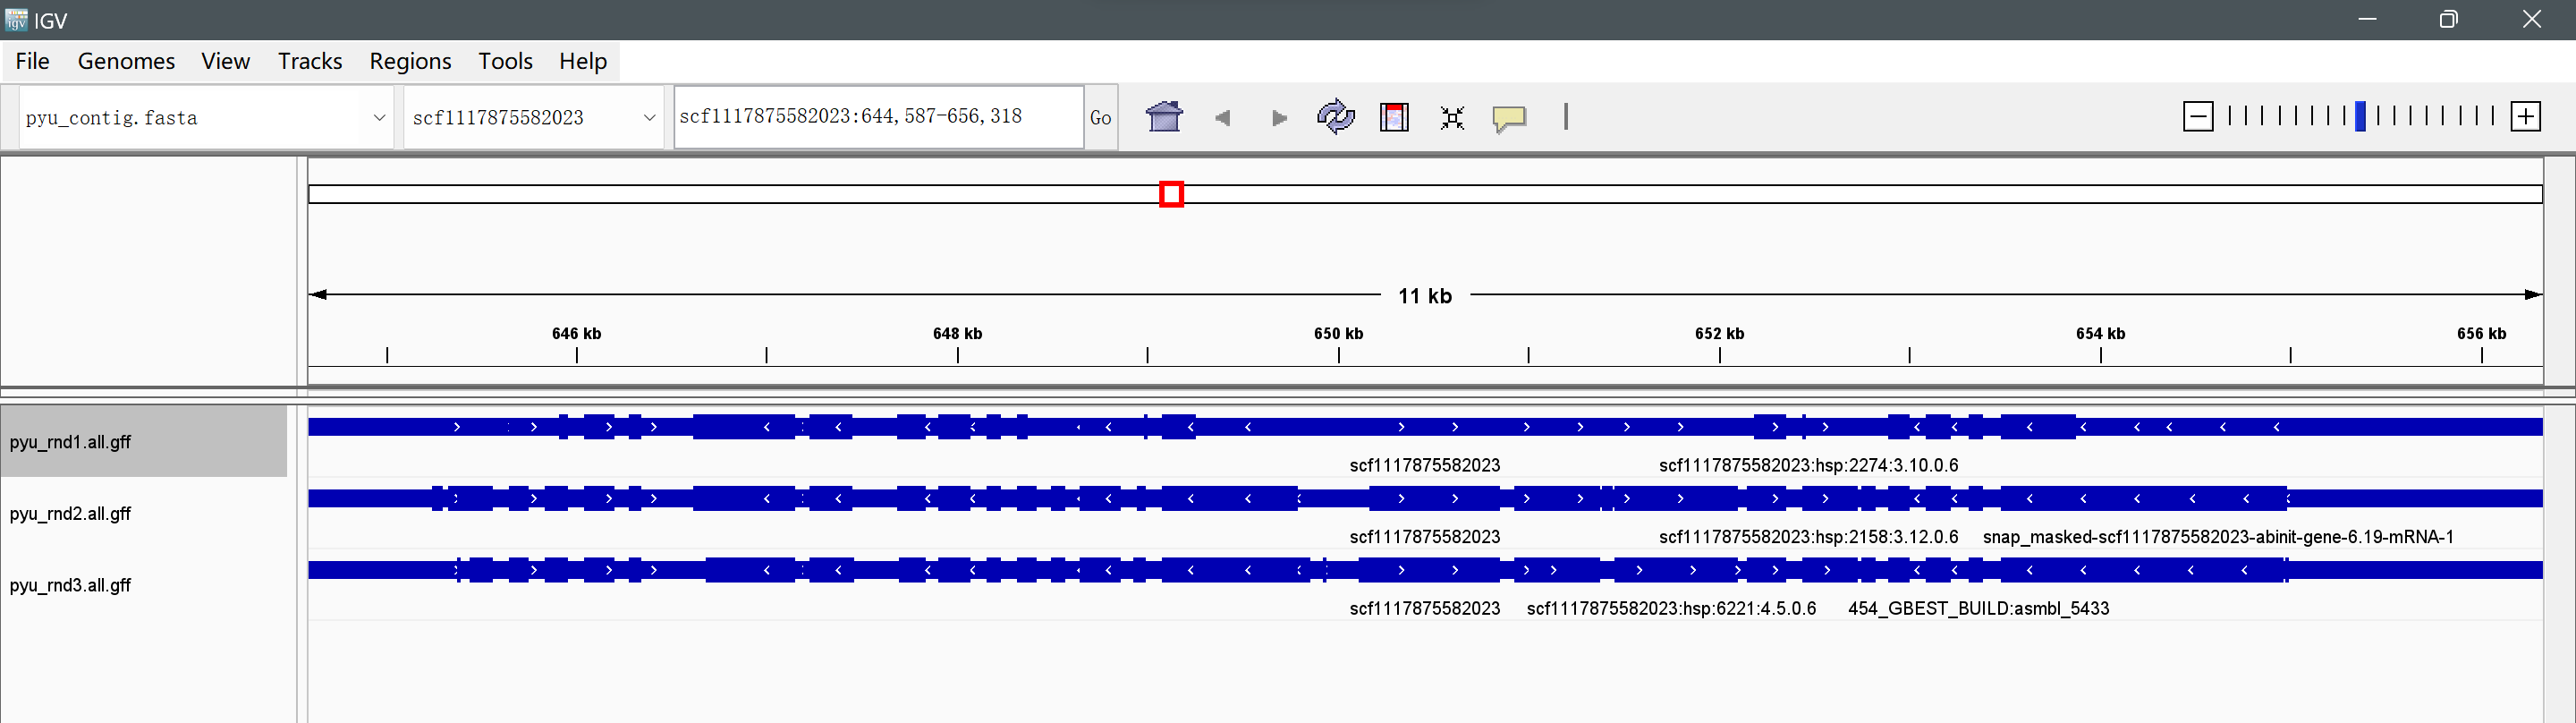 IGV
File Genomes View Tracks Regions Tools Help
pyu_contig.fasta scf1117875582023 scf1117875582023:644,587-656,318 Go
11 kb
646 kb 648 kb 650 kb 652 kb 654 kb 656 kb
pyu_rnd1.all.gff
scf1117875582023 scf1117875582023:hsp:2274:3.10.0.6
pyu_rnd2.all.gff
scf1117875582023 scf1117875582023:hsp:2158:3.12.0.6 snap_masked-scf1117875582023-abinit-gene-6.19-mRNA-1
pyu_rnd3.all.gff
scf1117875582023 scf1117875582023:hsp:6221:4.5.0.6 454_GBEST_BUILD:asmbl_5433